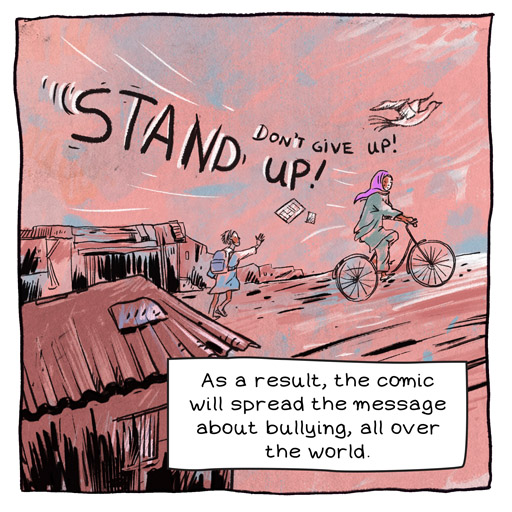 STAND
DON'T GIVE UP!
UP!
As a result, the comic
will spread the message
about bullying, all over
the world.